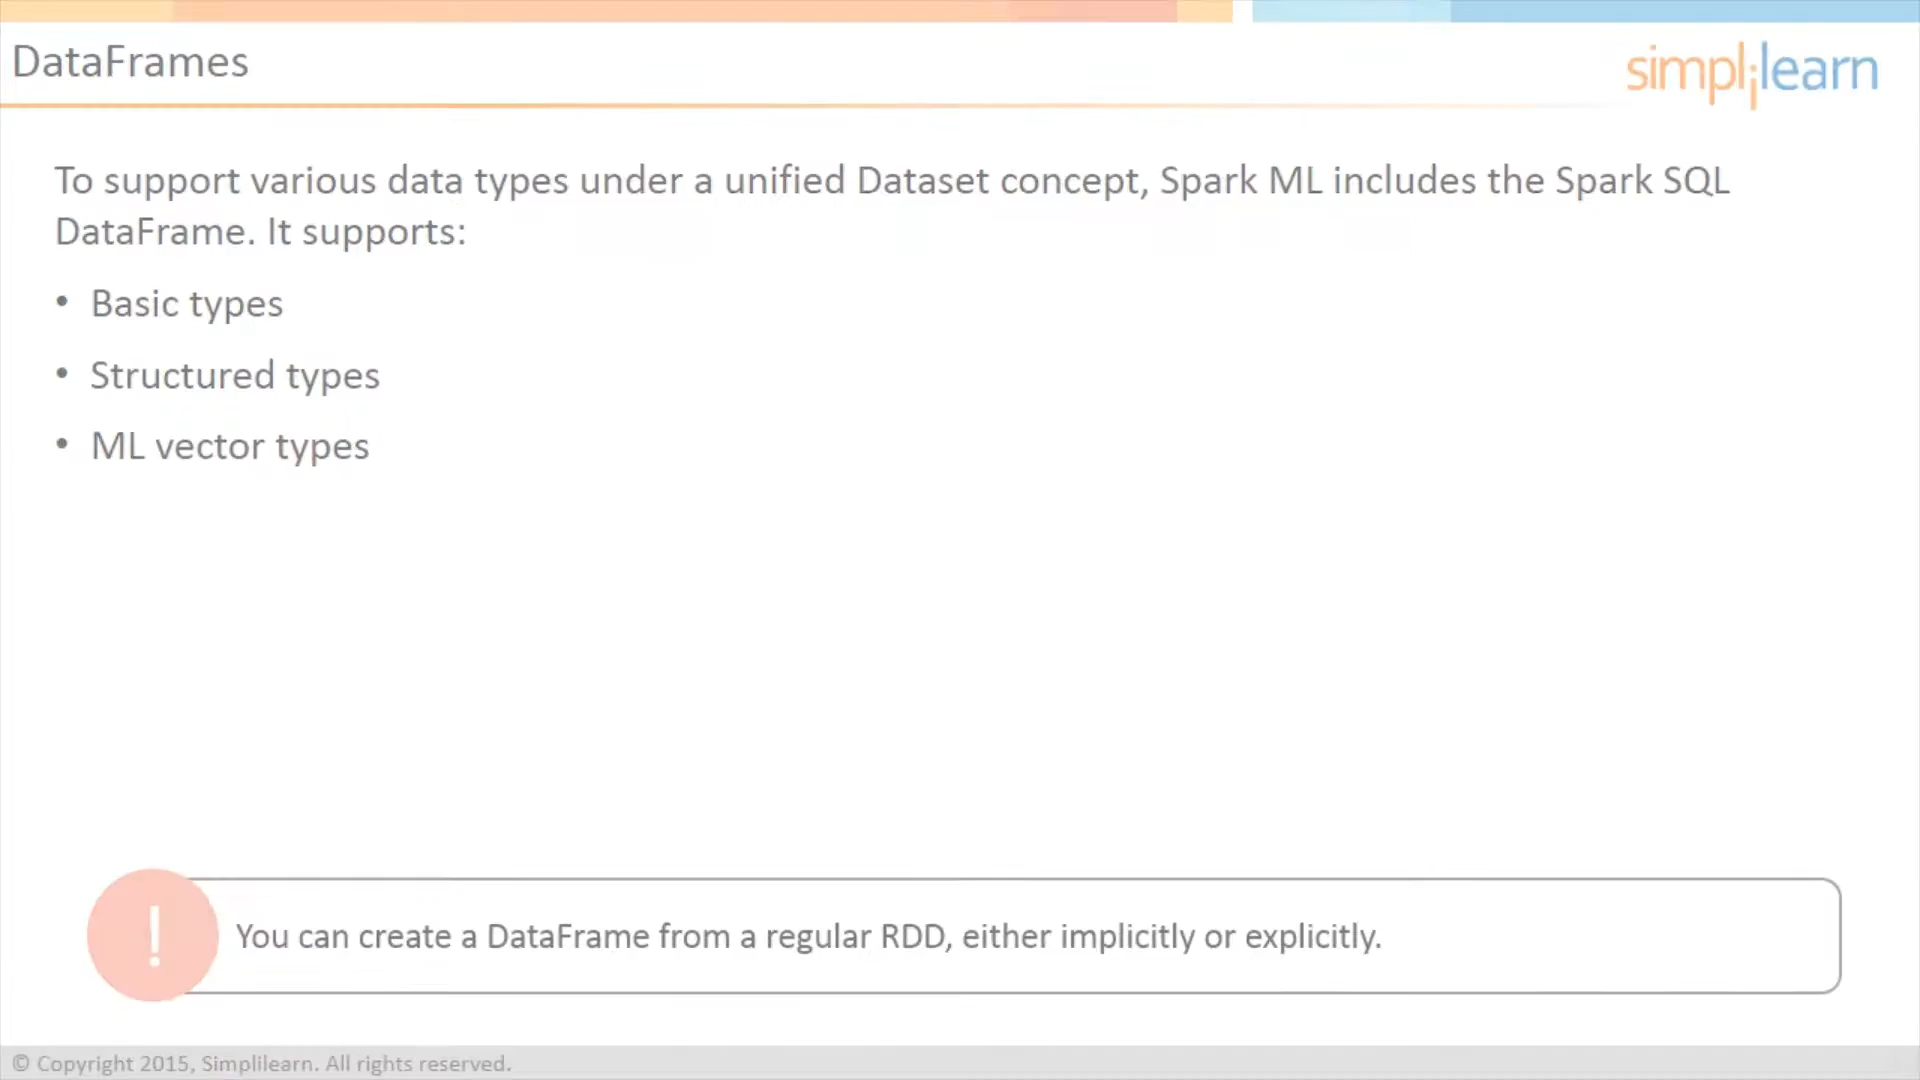 DataFrames
simplilearn
To support various data types under a unified Dataset concept, Spark ML includes the Spark SQL
DataFrame. It supports:
• Basic types
• Structured types
• ML vector types
! You can create a DataFrame from a regular RDD, either implicitly or explicitly.
© Copyright 2015, Simplilearn. All rights reserved.